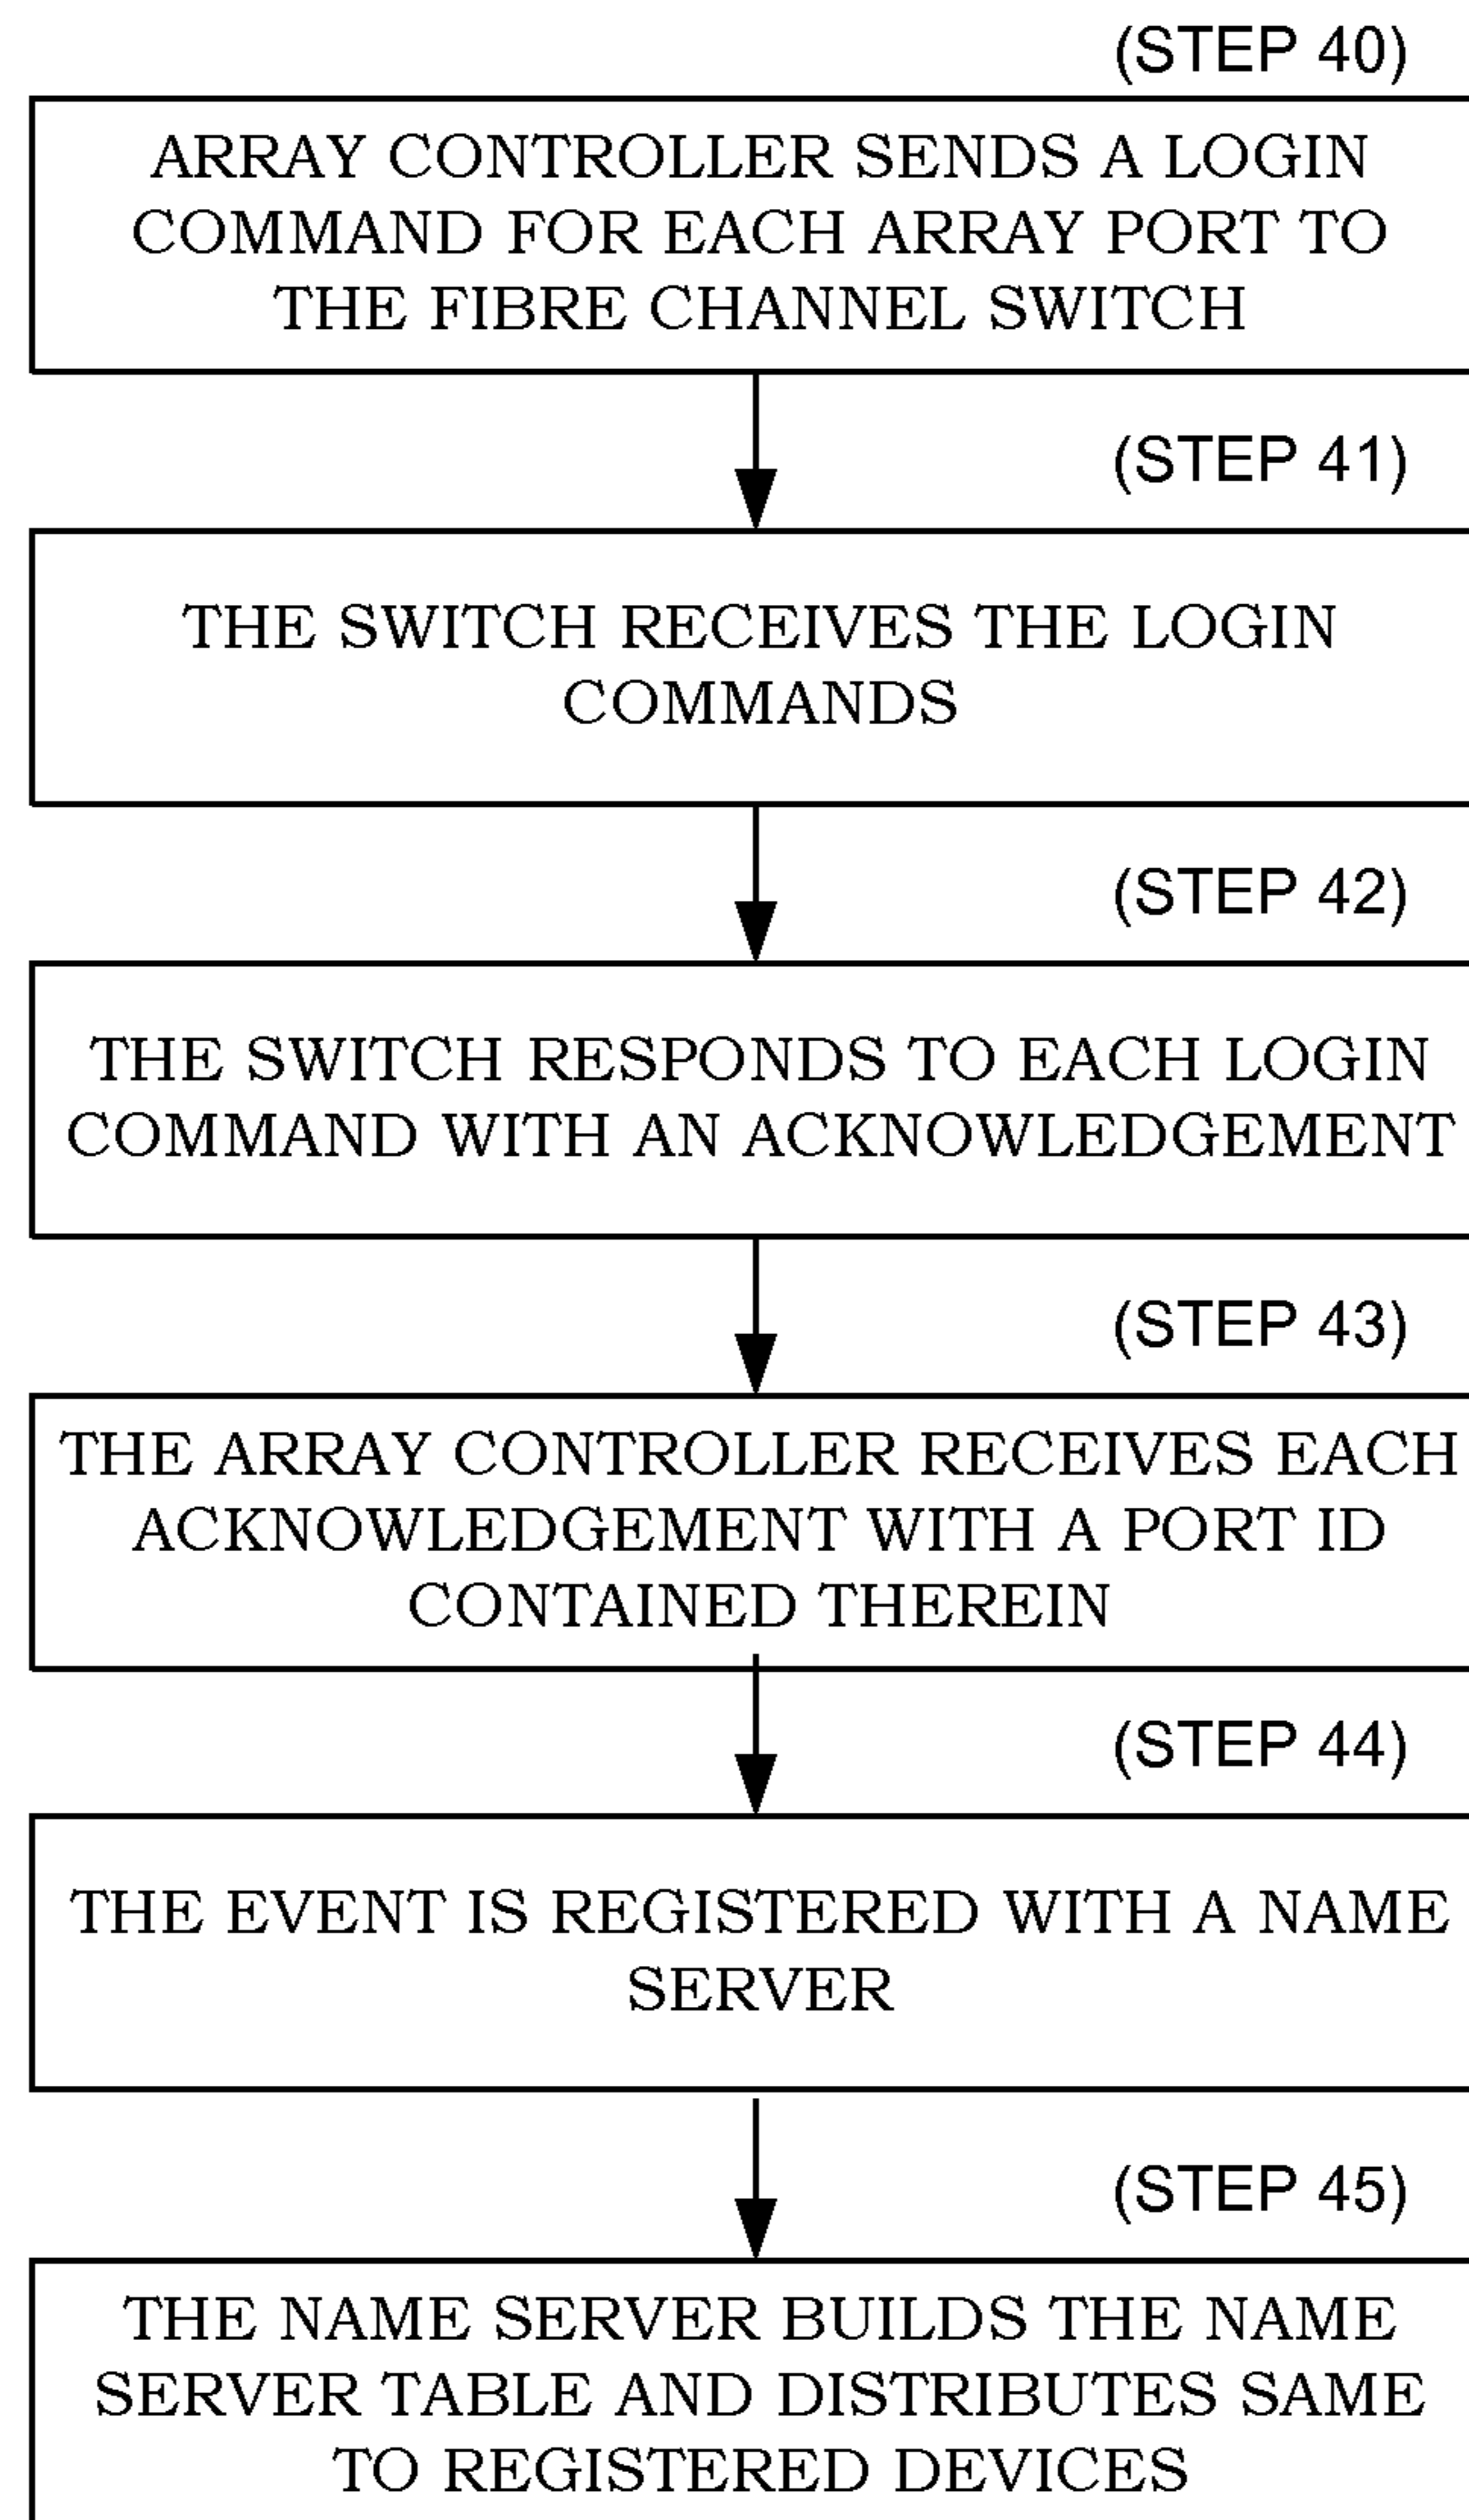 (STEP 40)
ARRAY CONTROLLER SENDS A LOGIN
COMMAND FOR EACH ARRAY PORT TO
THE FIBRE CHANNEL SWITCH
(STEP 41)
THE SWITCH RECEIVES THE LOGIN
COMMANDS
(STEP 42)
THE SWITCH RESPONDS TO EACH LOGIN
COMMAND WITH AN ACKNOWLEDGEMENT
(STEP 43)
THE ARRAY CONTROLLER RECEIVES EACH
ACKNOWLEDGEMENT WITH A PORT ID
CONTAINED THEREIN
(STEP 44)
THE EVENT IS REGISTERED WITH A NAME
SERVER
(STEP 45)
THE NAME SERVER BUILDS THE NAME
SERVER TABLE AND DISTRIBUTES SAME
TO REGISTERED DEVICES